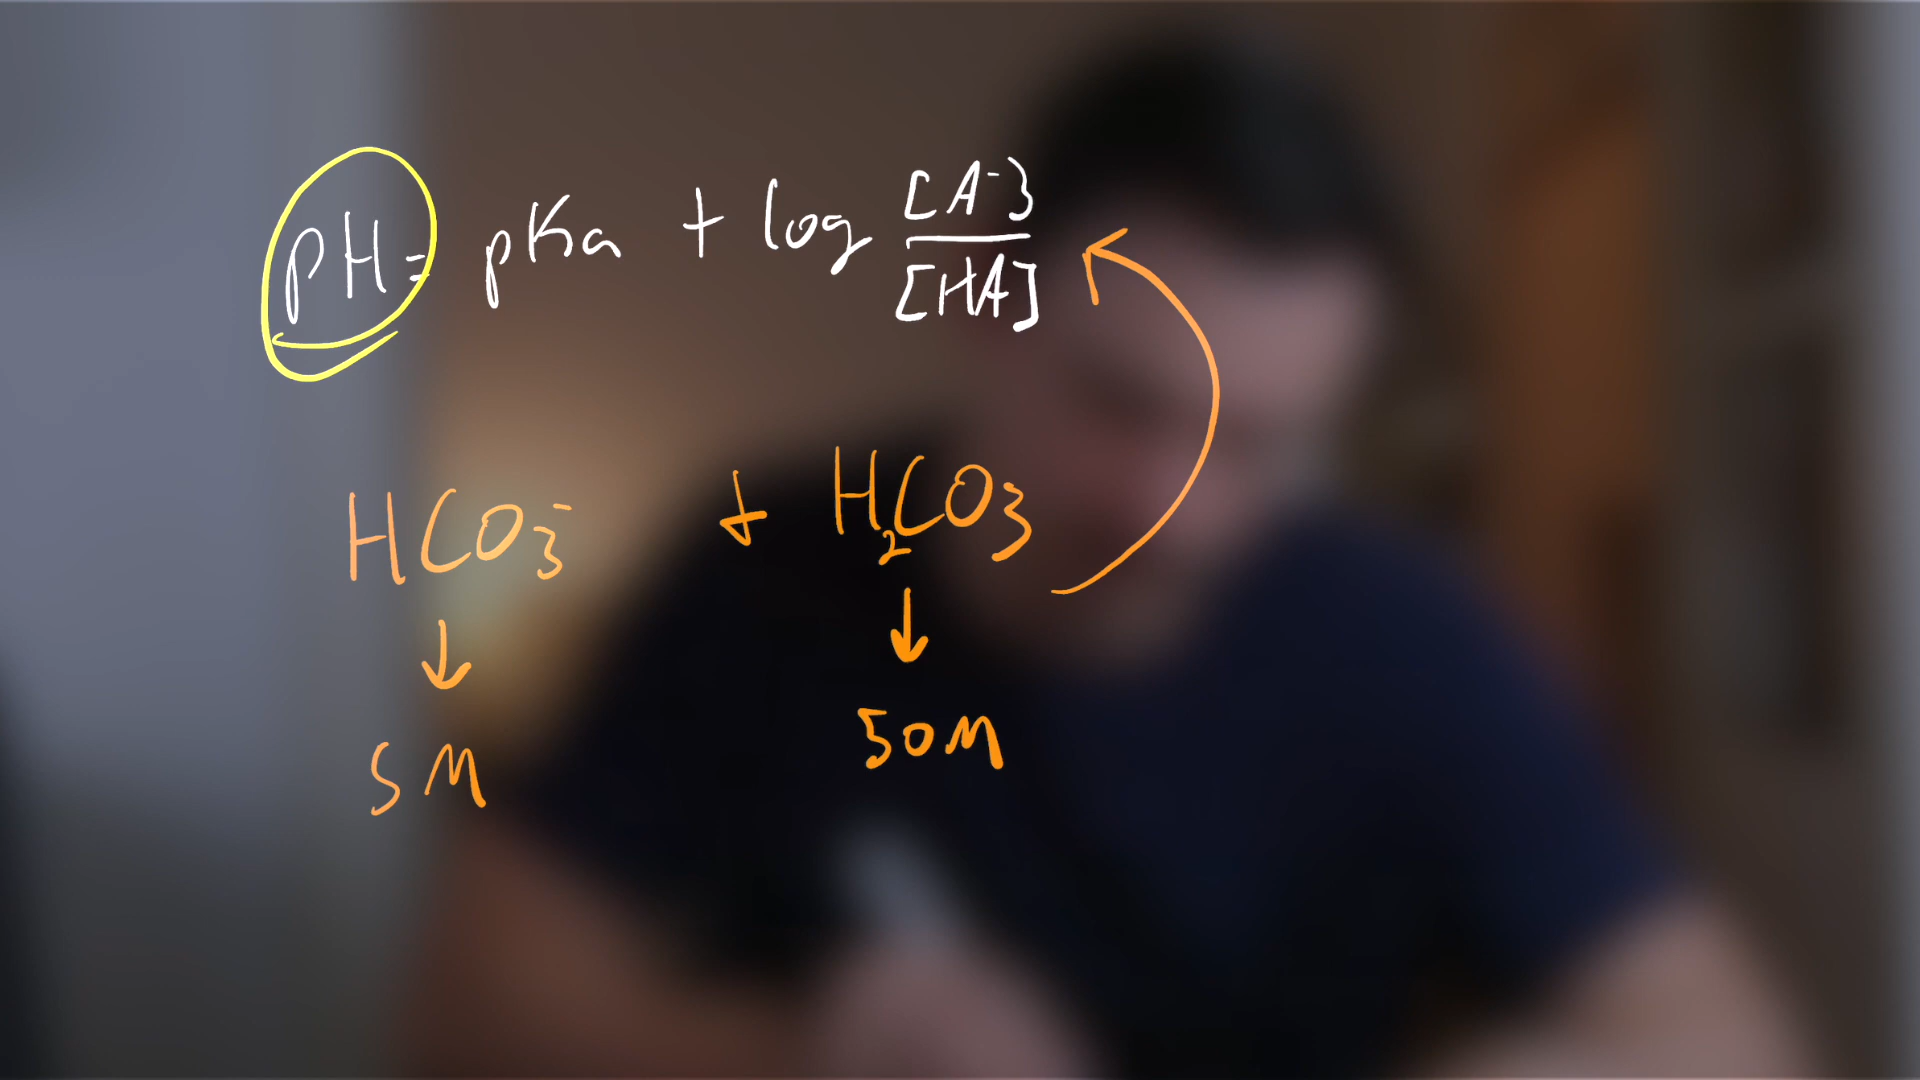 pH = pKa + log [A-]/[HA]
HCO3- + H2CO3
↓ ↓
5M 50M